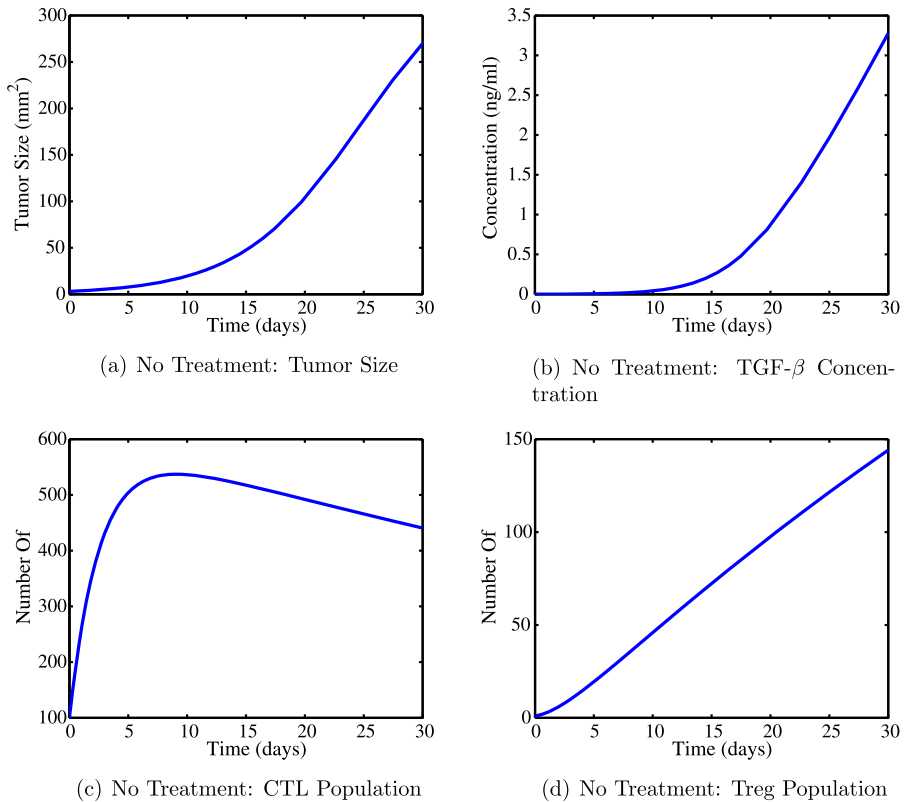 300
250
200
150
100
50
0
Tumor Size (mm²)
0 5 10 15 20 25 30
Time (days)
(a) No Treatment: Tumor Size
3.5
3
2.5
2
1.5
1
0.5
0
Concentration (ng/ml)
0 5 10 15 20 25 30
Time (days)
(b) No Treatment: TGF-β Concen-
tration
600
500
400
300
200
100
Number Of
0 5 10 15 20 25 30
Time (days)
(c) No Treatment: CTL Population
150
100
50
0
Number Of
0 5 10 15 20 25 30
Time (days)
(d) No Treatment: Treg Population